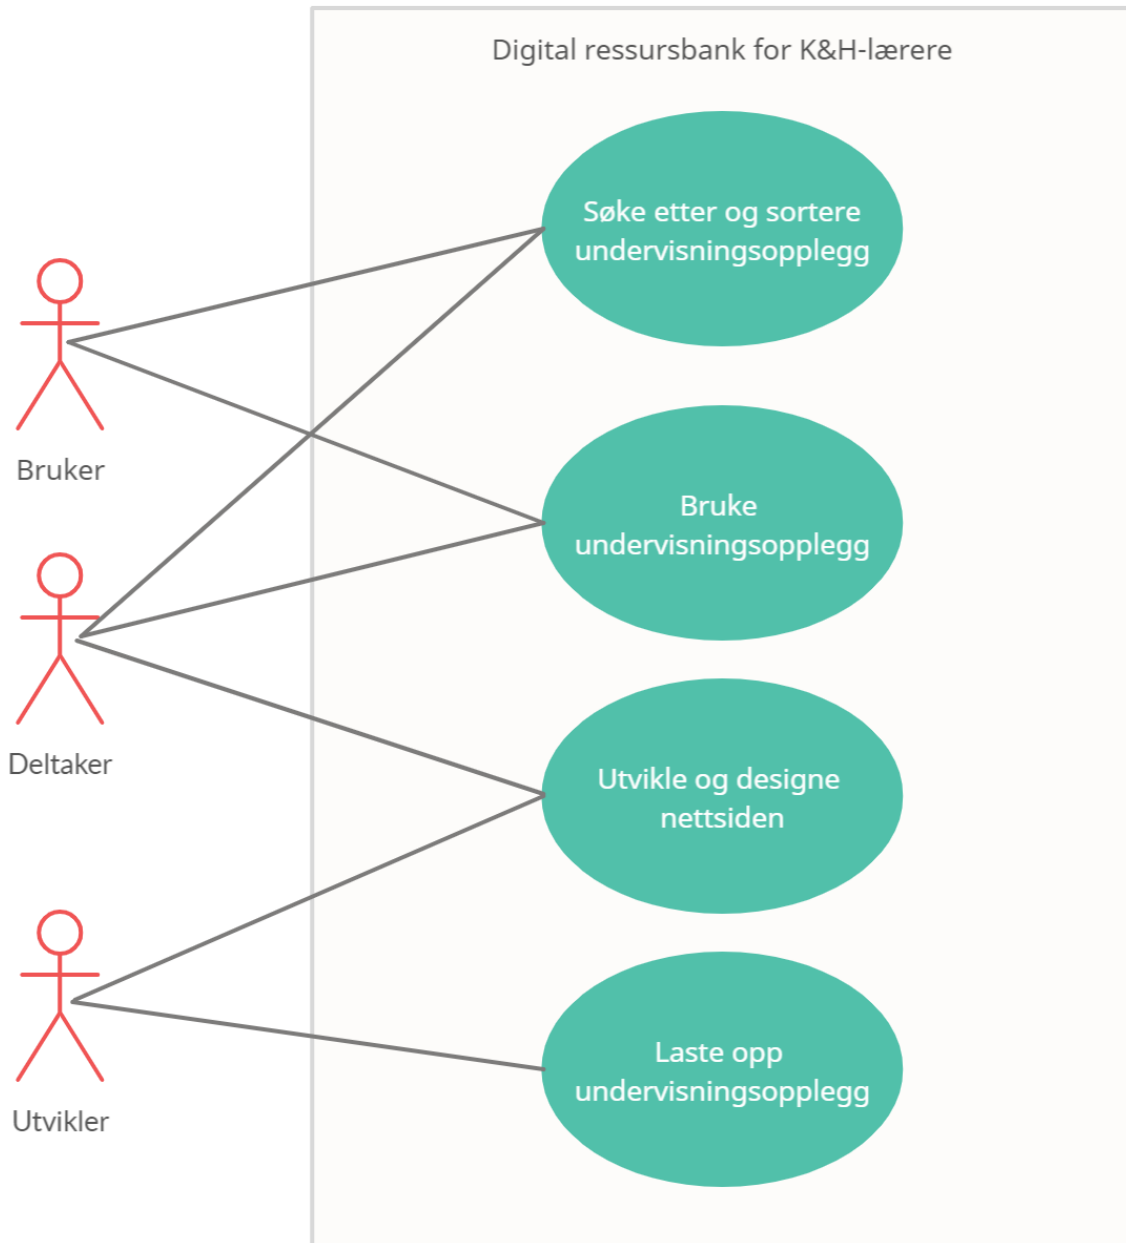 Digital ressursbank for K&H-lærere
Søke etter og sortere
undervisningsopplegg
Bruker
Bruke
undervisningsopplegg
Deltaker
Utvikle og designe
nettsiden
Utvikler
Laste opp
undervisningsopplegg